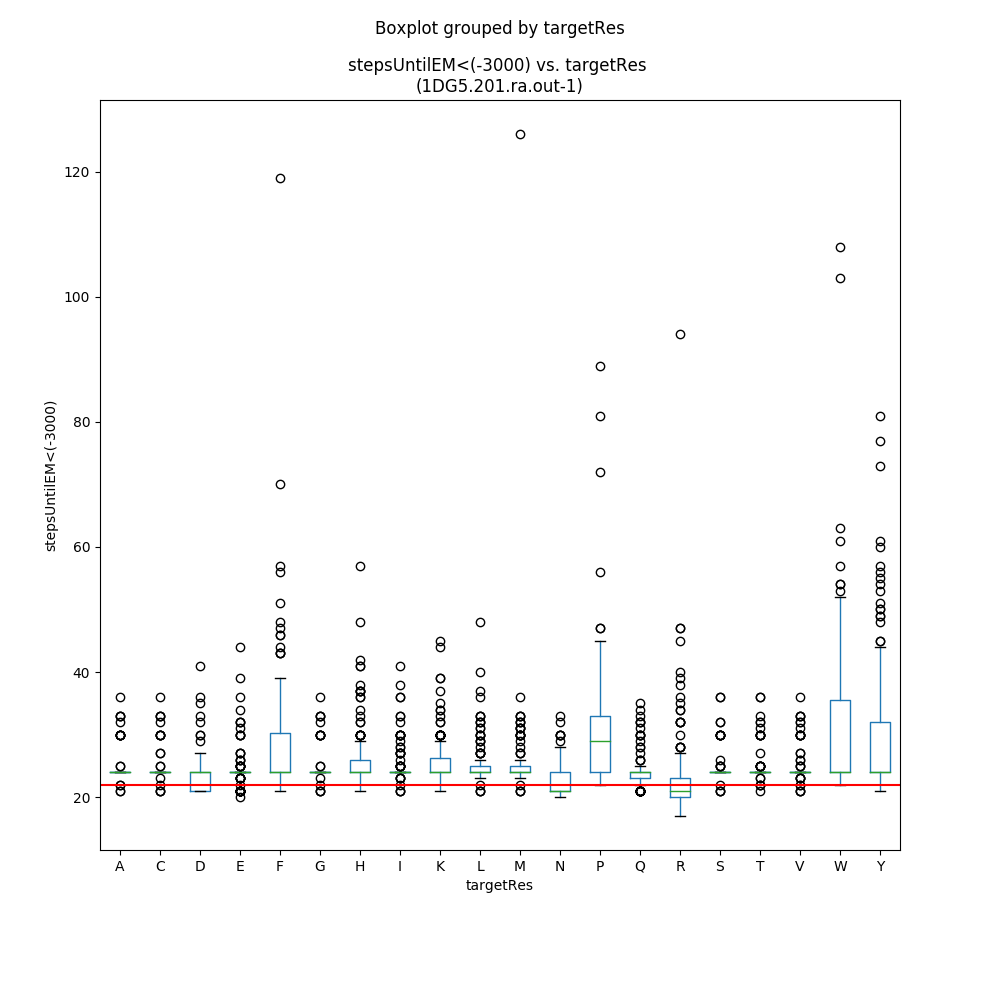 Boxplot grouped by targetRes
stepsUntilEM<(-3000) vs. targetRes
(1DG5.201.ra.out-1)
120
100
80
60
40
20
stepsUntilEM<(-3000)
A C D E F G H I K L M N P Q R S T V W Y
targetRes